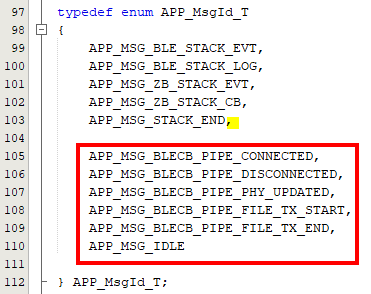 97 typedef enum APP_MsgId_T
98 {
99 APP_MSG_BLE_STACK_EVT,
100 APP_MSG_BLE_STACK_LOG,
101 APP_MSG_ZB_STACK_EVT,
102 APP_MSG_ZB_STACK_CB,
103 APP_MSG_STACK_END,
104
105 APP_MSG_BLECB_PIPE_CONNECTED,
106 APP_MSG_BLECB_PIPE_DISCONNECTED,
107 APP_MSG_BLECB_PIPE_PHY_UPDATED,
108 APP_MSG_BLECB_PIPE_FILE_TX_START,
109 APP_MSG_BLECB_PIPE_FILE_TX_END,
110 APP_MSG_IDLE
111
112 } APP_MsgId_T;